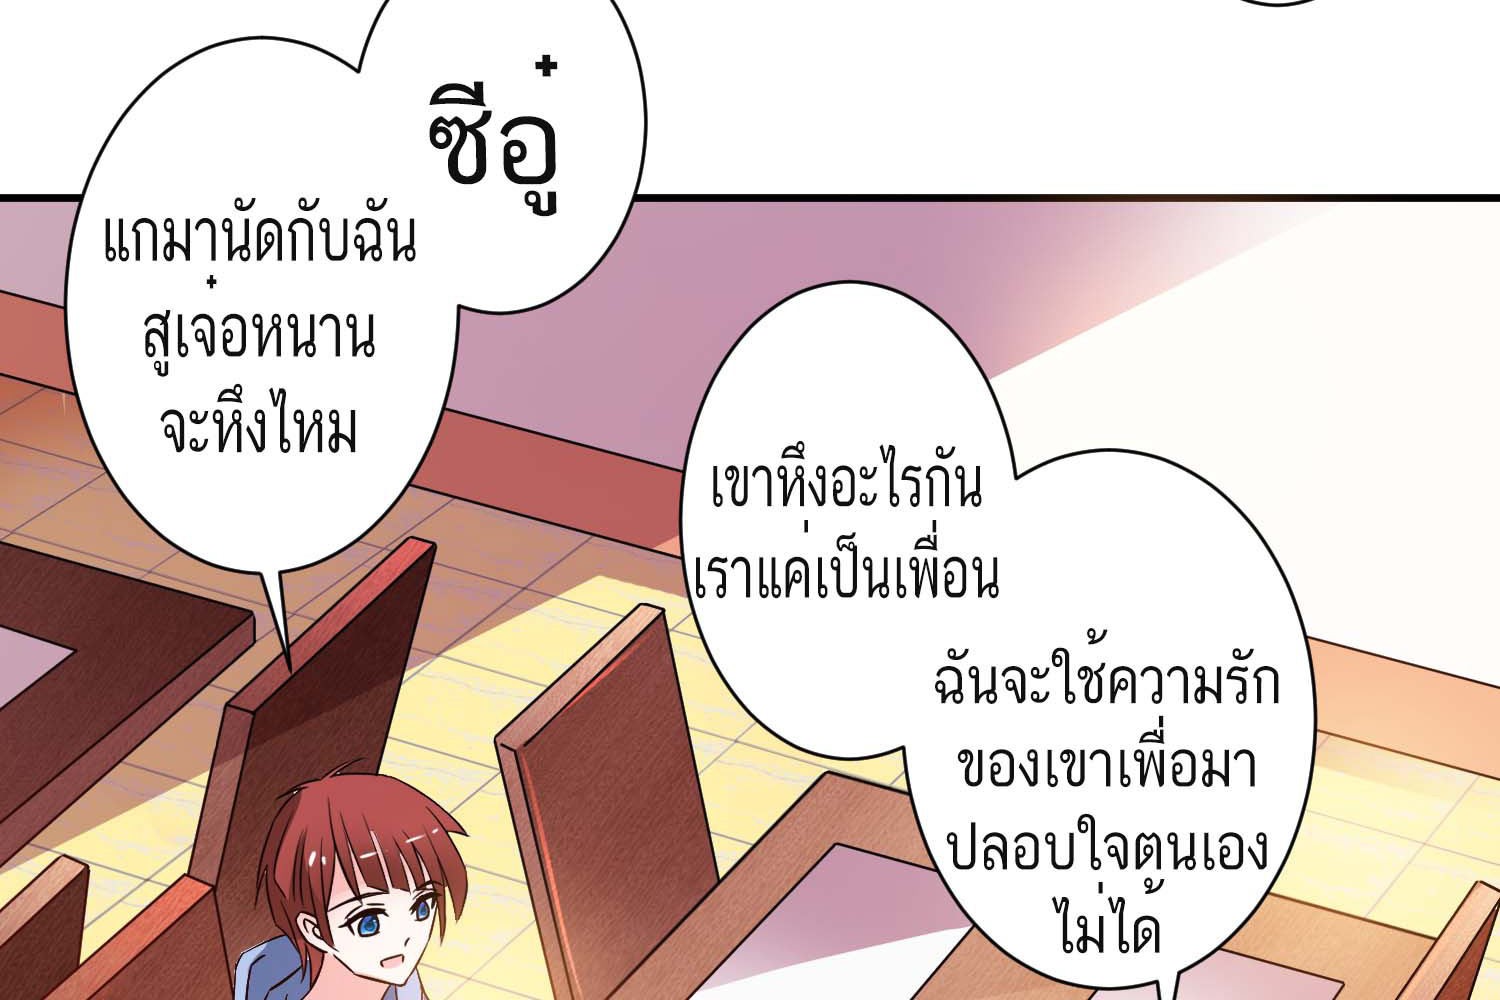 ซีอู๋
แกมานัดกับฉัน
สูเจ๋อหนาน
จะหึงไหม
เขาหึงอะไรกัน
เราแค่เป็นเพื่อน
ฉันจะใช้ความรัก
ของเขาเพื่อมา
ปลอบใจตนเอง
ไม่ได้